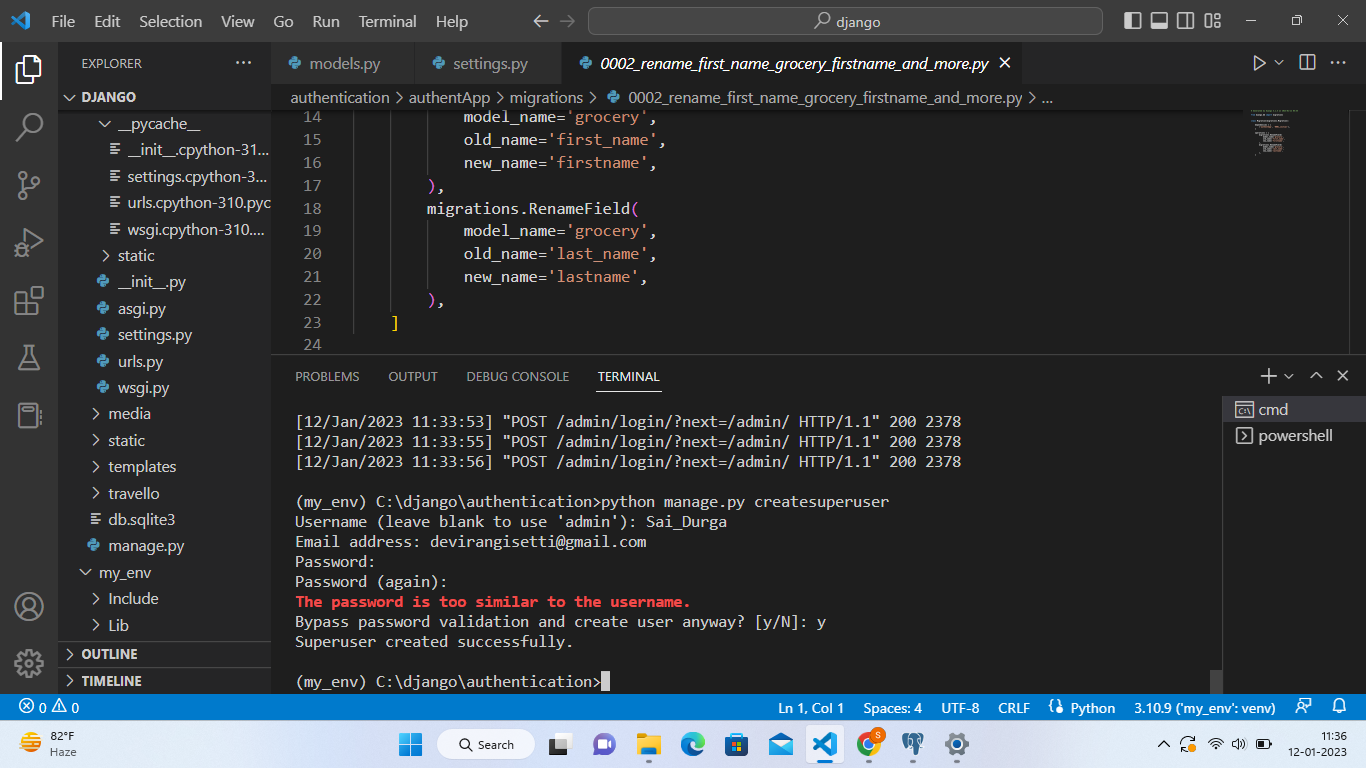 File Edit Selection View Go Run Terminal Help
django
EXPLORER
models.py
settings.py
0002_rename_first_name_grocery_firstname_and_more.py
authentication > authentApp > migrations > 0002_rename_first_name_grocery_firstname_and_more.py > ...
DJANGO
__pycache__
__init__.cpython-31...
settings.cpython-3...
urls.cpython-310.pyc
wsgi.cpython-310....
static
__init__.py
asgi.py
settings.py
urls.py
wsgi.py
media
static
templates
travello
db.sqlite3
manage.py
my_env
Include
Lib
OUTLINE
TIMELINE
14 model_name='grocery',
15 old_name='first_name',
16 new_name='firstname',
17 ),
18 migrations.RenameField(
19 model_name='grocery',
20 old_name='last_name',
21 new_name='lastname',
22 ),
23 ]
24
PROBLEMS OUTPUT DEBUG CONSOLE TERMINAL
[12/Jan/2023 11:33:53] "POST /admin/login/?next=/admin/ HTTP/1.1" 200 2378
[12/Jan/2023 11:33:55] "POST /admin/login/?next=/admin/ HTTP/1.1" 200 2378
[12/Jan/2023 11:33:56] "POST /admin/login/?next=/admin/ HTTP/1.1" 200 2378
(my_env) C:\django\authentication>python manage.py createsuperuser
Username (leave blank to use 'admin'): Sai_Durga
Email address: devirangisetti@gmail.com
Password:
Password (again):
The password is too similar to the username.
Bypass password validation and create user anyway? [y/N]: y
Superuser created successfully.
(my_env) C:\django\authentication>
cmd
powershell
0 0
Ln 1, Col 1 Spaces: 4 UTF-8 CRLF Python 3.10.9 ('my_env': venv)
82°F
Haze
Search
S
11:36
12-01-2023